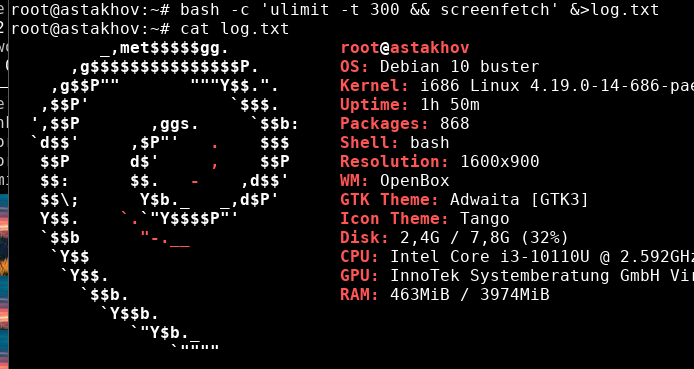 root@astakhov:~# bash -c 'ulimit -t 300 && screenfetch' &>log.txt
root@astakhov:~# cat log.txt
_,met$$$$$gg. root@astakhov
,g$$$$$$$$$$$$$$$P. OS: Debian 10 buster
,g$$P"" """Y$$.". Kernel: i686 Linux 4.19.0-14-686-pae
,$$P' `$$$. Uptime: 1h 50m
',$$P ,ggs. `$$b: Packages: 868
`d$$' ,$P"' . $$$ Shell: bash
$$P d$' , $$P Resolution: 1600x900
$$: $$. - ,d$$' WM: OpenBox
$$\; Y$b._ _,d$P' GTK Theme: Adwaita [GTK3]
Y$$. `.`"Y$$$$P"' Icon Theme: Tango
`$$b "-.__ Disk: 2,4G / 7,8G (32%)
`Y$$ CPU: Intel Core i3-10110U @ 2.592GHz
`Y$$. GPU: InnoTek Systemberatung GmbH
`$$b. RAM: 463MiB / 3974MiB
`Y$$b.
`"Y$b._
`""""